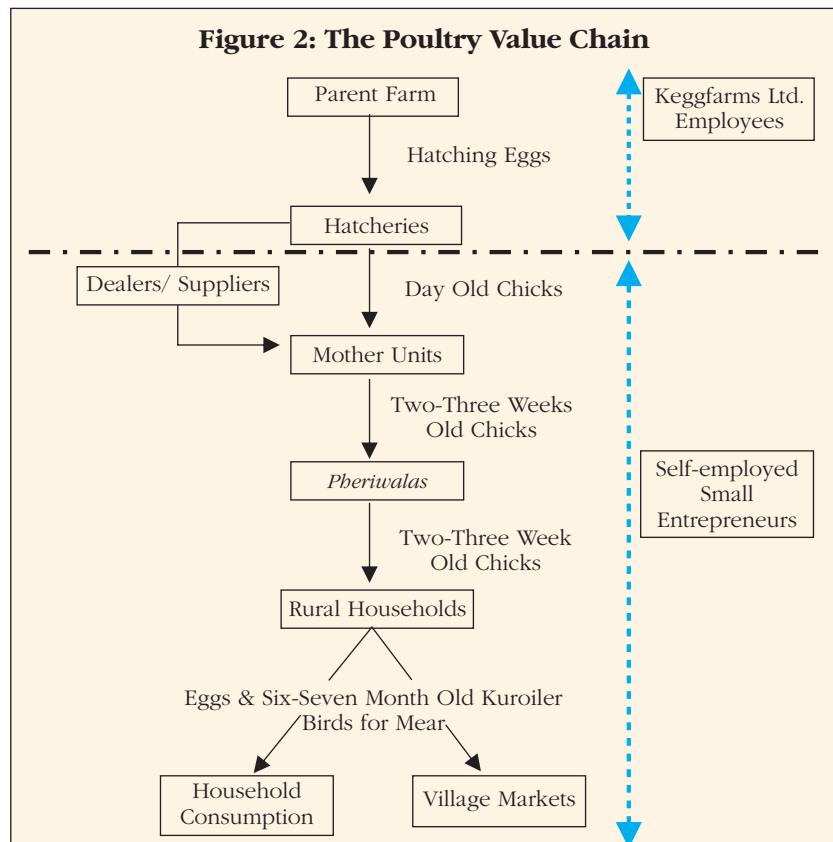 Figure 2: The Poultry Value Chain
Parent Farm
Keggfarms Ltd.
Employees
Hatching Eggs
Hatcheries
Dealers/ Suppliers
Day Old Chicks
Mother Units
Two-Three Weeks
Old Chicks
Pheriwalas
Self-employed
Small
Entrepreneurs
Two-Three Week
Old Chicks
Rural Households
Eggs & Six-Seven Month Old Kuroiler
Birds for Mear
Household
Consumption
Village Markets